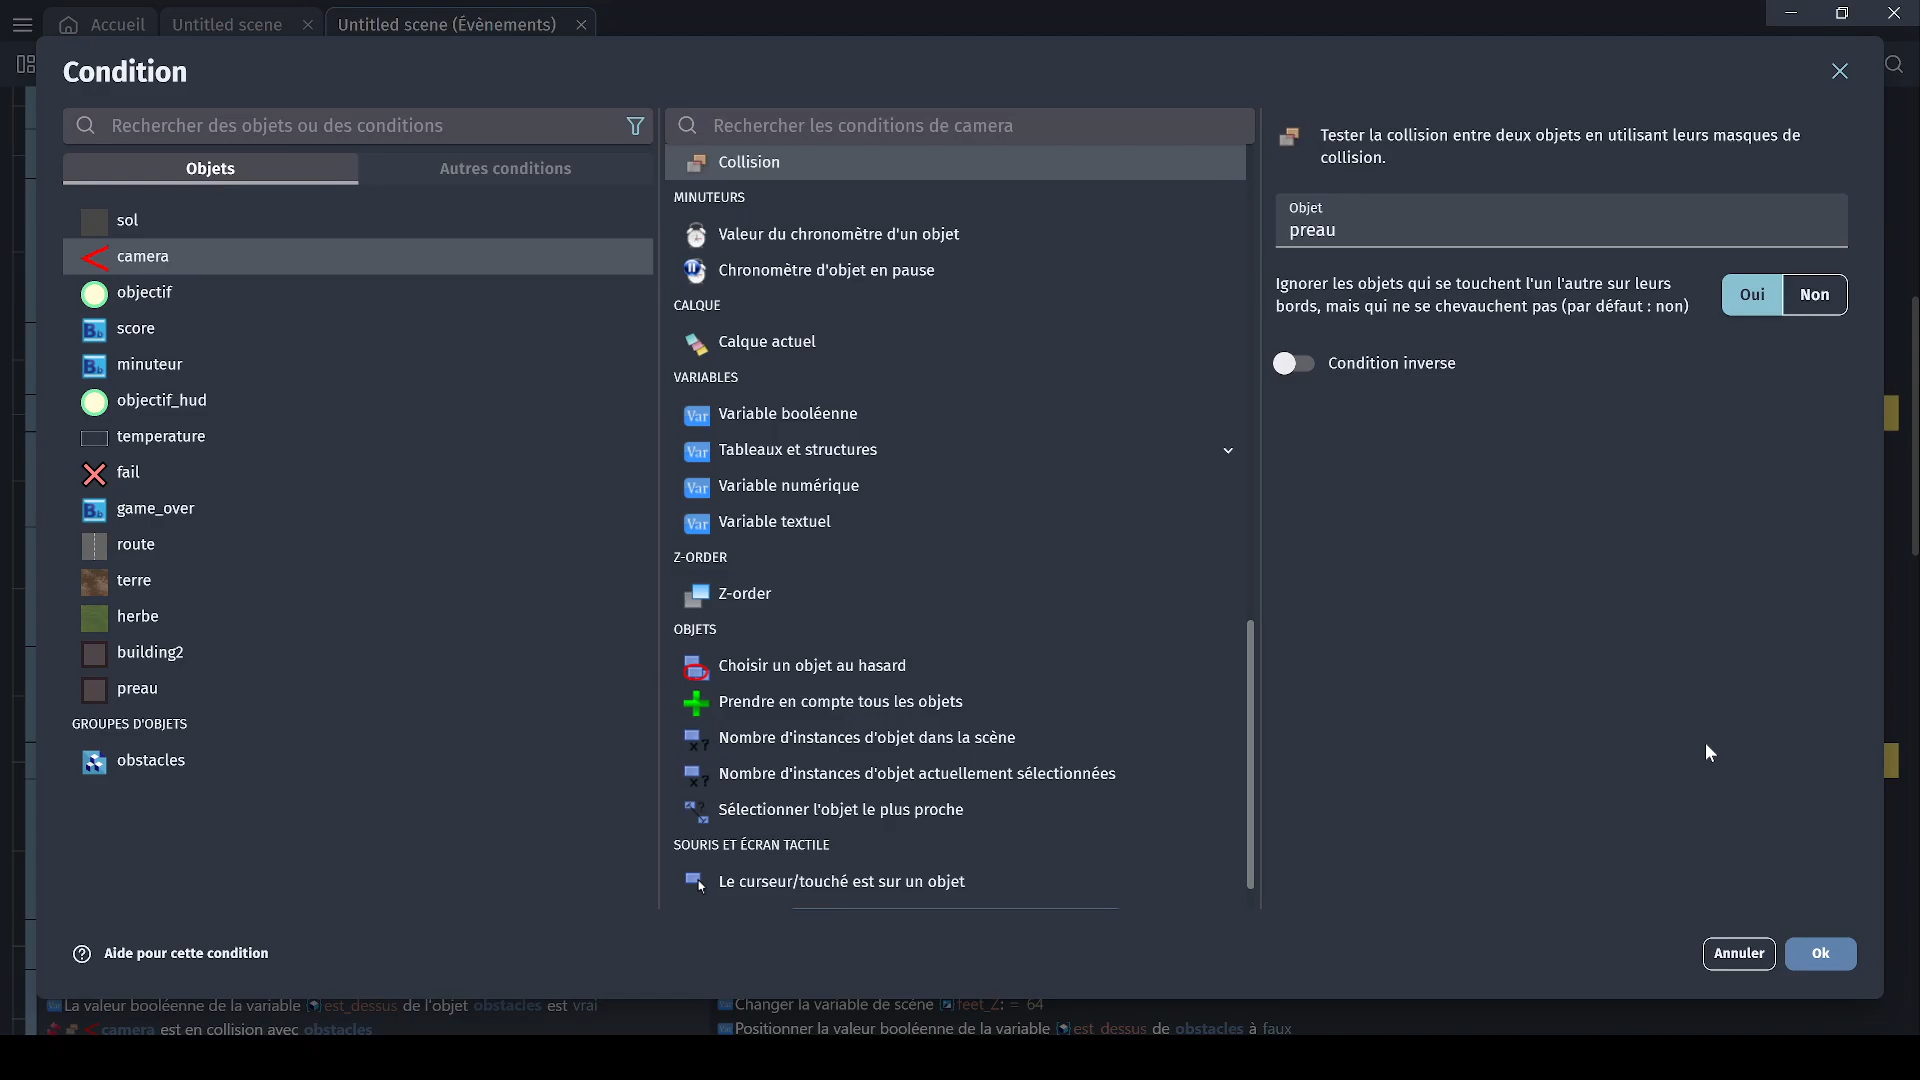 Accueil
Untitled scene
Untitled scene (Évènements)
Condition
Rechercher des objets ou des conditions
Objets
Autres conditions
sol
camera
objectif
score
minuteur
objectif_hud
temperature
fail
game_over
route
terre
herbe
building2
preau
GROUPES D'OBJETS
obstacles
Rechercher les conditions de camera
Collision
MINUTEURS
Valeur du chronomètre d'un objet
Chronomètre d'objet en pause
CALQUE
Calque actuel
VARIABLES
Var Variable booléenne
Var Tableaux et structures
Var Variable numérique
Var Variable textuel
Z-ORDER
Z-order
OBJETS
Choisir un objet au hasard
Prendre en compte tous les objets
Nombre d'instances d'objet dans la scène
Nombre d'instances d'objet actuellement sélectionnées
Sélectionner l'objet le plus proche
SOURIS ET ÉCRAN TACTILE
Le curseur/touché est sur un objet
Tester la collision entre deux objets en utilisant leurs masques de
collision.
Objet
preau
Ignorer les objets qui se touchent l'un l'autre sur leurs
bords, mais qui ne se chevauchent pas (par défaut : non)
Oui
Non
Condition inverse
Aide pour cette condition
Annuler
Ok
La valeur booléenne de la variable est_dessus de l'objet obstacles est vrai
camera est en collision avec obstacles
Changer la variable de scène feet_Z: = 64
Positionner la valeur booléenne de la variable est_dessus de obstacles à faux